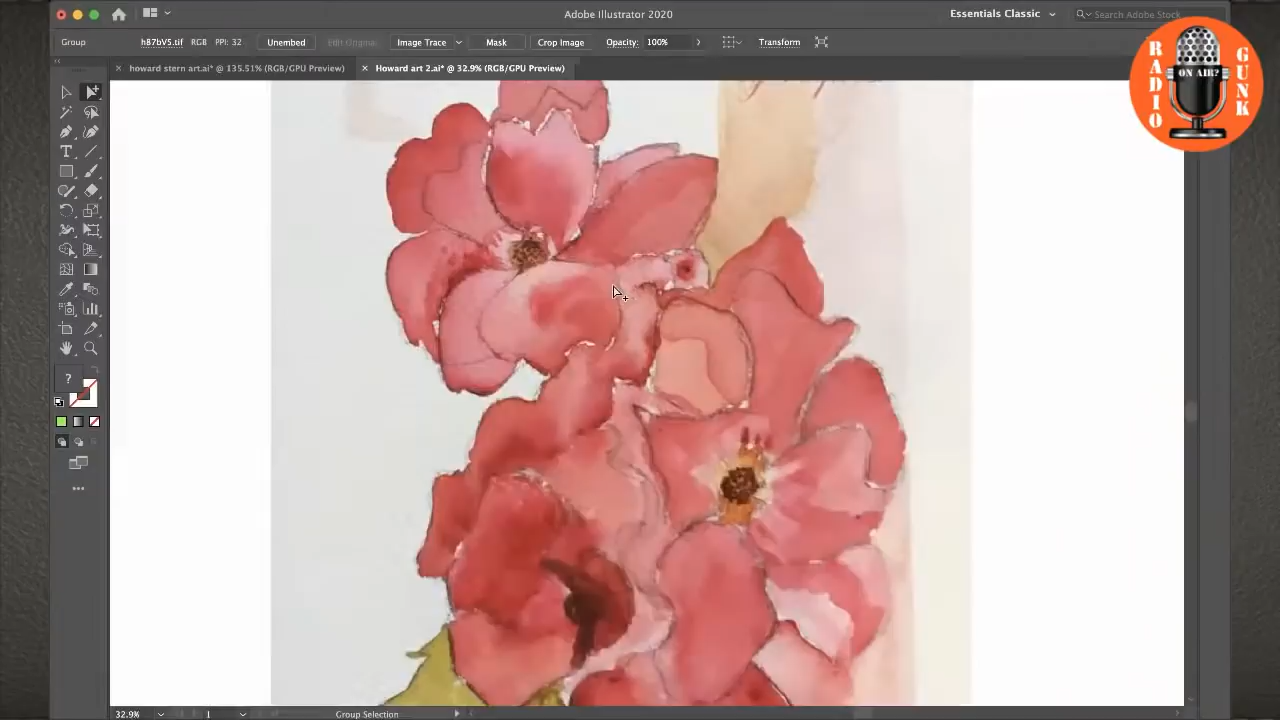 Adobe Illustrator 2020
Essentials Classic
Search Adobe Stock
Group h87bV5.tif RGB PPI: 32 Unembed Edit Original Image Trace Mask Crop Image Opacity: 100% Transform
howard stern art.ai* @ 135.51% (RGB/GPU Preview)
Howard art 2.ai* @ 32.9% (RGB/GPU Preview)
RADIO
ON AIR?
GUNK
?
32.9% 1 Group Selection